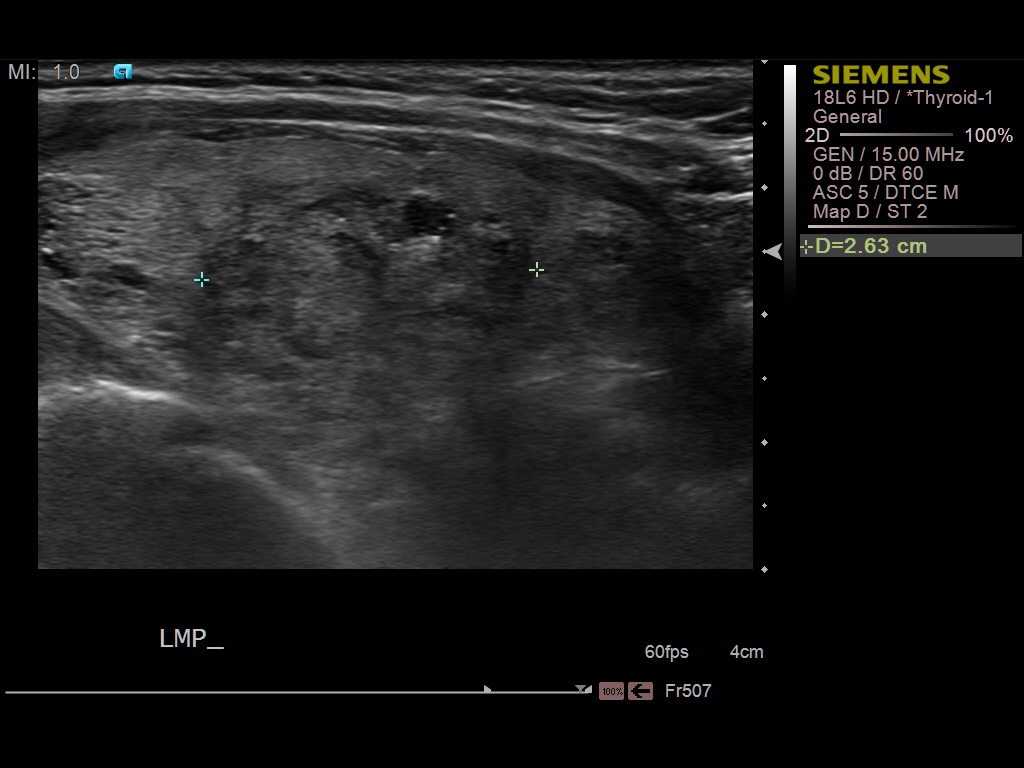 MI: 1.0
SIEMENS
18L6 HD / *Thyroid-1
General
2D 100%
GEN / 15.00 MHz
0 dB / DR 60
ASC 5 / DTCE M
Map D / ST 2
D=2.63 cm
LMP_
60fps 4cm
100% Fr507